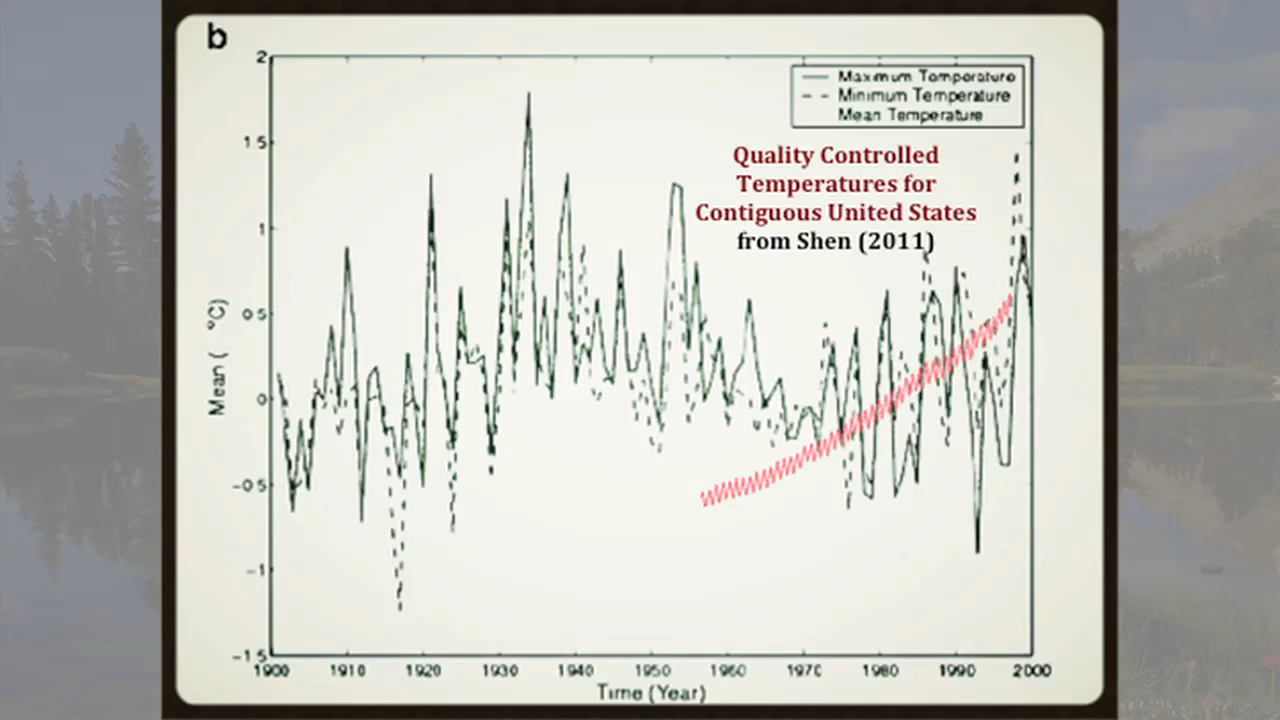 b
Maximum Temperature
Minimum Temperature
Mean Temperature
Quality Controlled
Temperatures for
Contiguous United States
from Shen (2011)
Mean ( °C)
2
1 5
1
0 5
0
-0 5
-1
-1 5
1900 1910 1920 1930 1940 1950 1960 1970 1980 1990 2000
Time (Year)